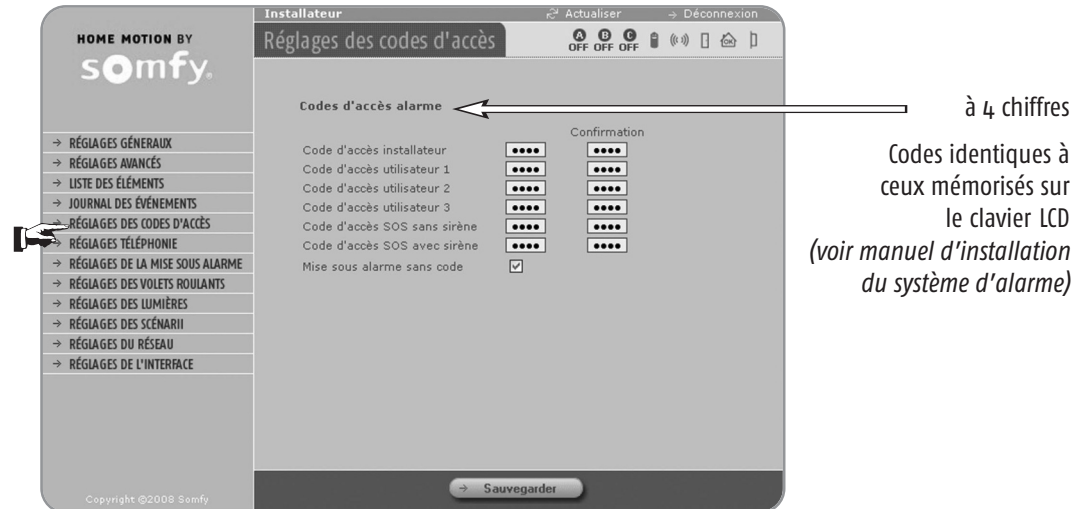 Installateur
Actualiser
→ Déconnexion
HOME MOTION BY
somfy.
Réglages des codes d'accès
A B C
OFF OFF OFF
OK
Codes d'accès alarme
à 4 chiffres
Confirmation
Code d'accès installateur •••• ••••
Code d'accès utilisateur 1 •••• ••••
Code d'accès utilisateur 2 •••• ••••
Code d'accès utilisateur 3 •••• ••••
Code d'accès SOS sans sirène •••• ••••
Code d'accès SOS avec sirène •••• ••••
Mise sous alarme sans code
Codes identiques à
ceux mémorisés sur
le clavier LCD
(voir manuel d'installation
du système d'alarme)
→ RÉGLAGES GÉNERAUX
→ RÉGLAGES AVANCÉS
→ LISTE DES ÉLÉMENTS
→ JOURNAL DES ÉVÉNEMENTS
→ RÉGLAGES DES CODES D'ACCÈS
→ RÉGLAGES TÉLÉPHONIE
→ RÉGLAGES DE LA MISE SOUS ALARME
→ RÉGLAGES DES VOLETS ROULANTS
→ RÉGLAGES DES LUMIÈRES
→ RÉGLAGES DES SCÉNARII
→ RÉGLAGES DU RÉSEAU
→ RÉGLAGES DE L'INTERFACE
→ Sauvegarder
Copyright @2008 Somfy